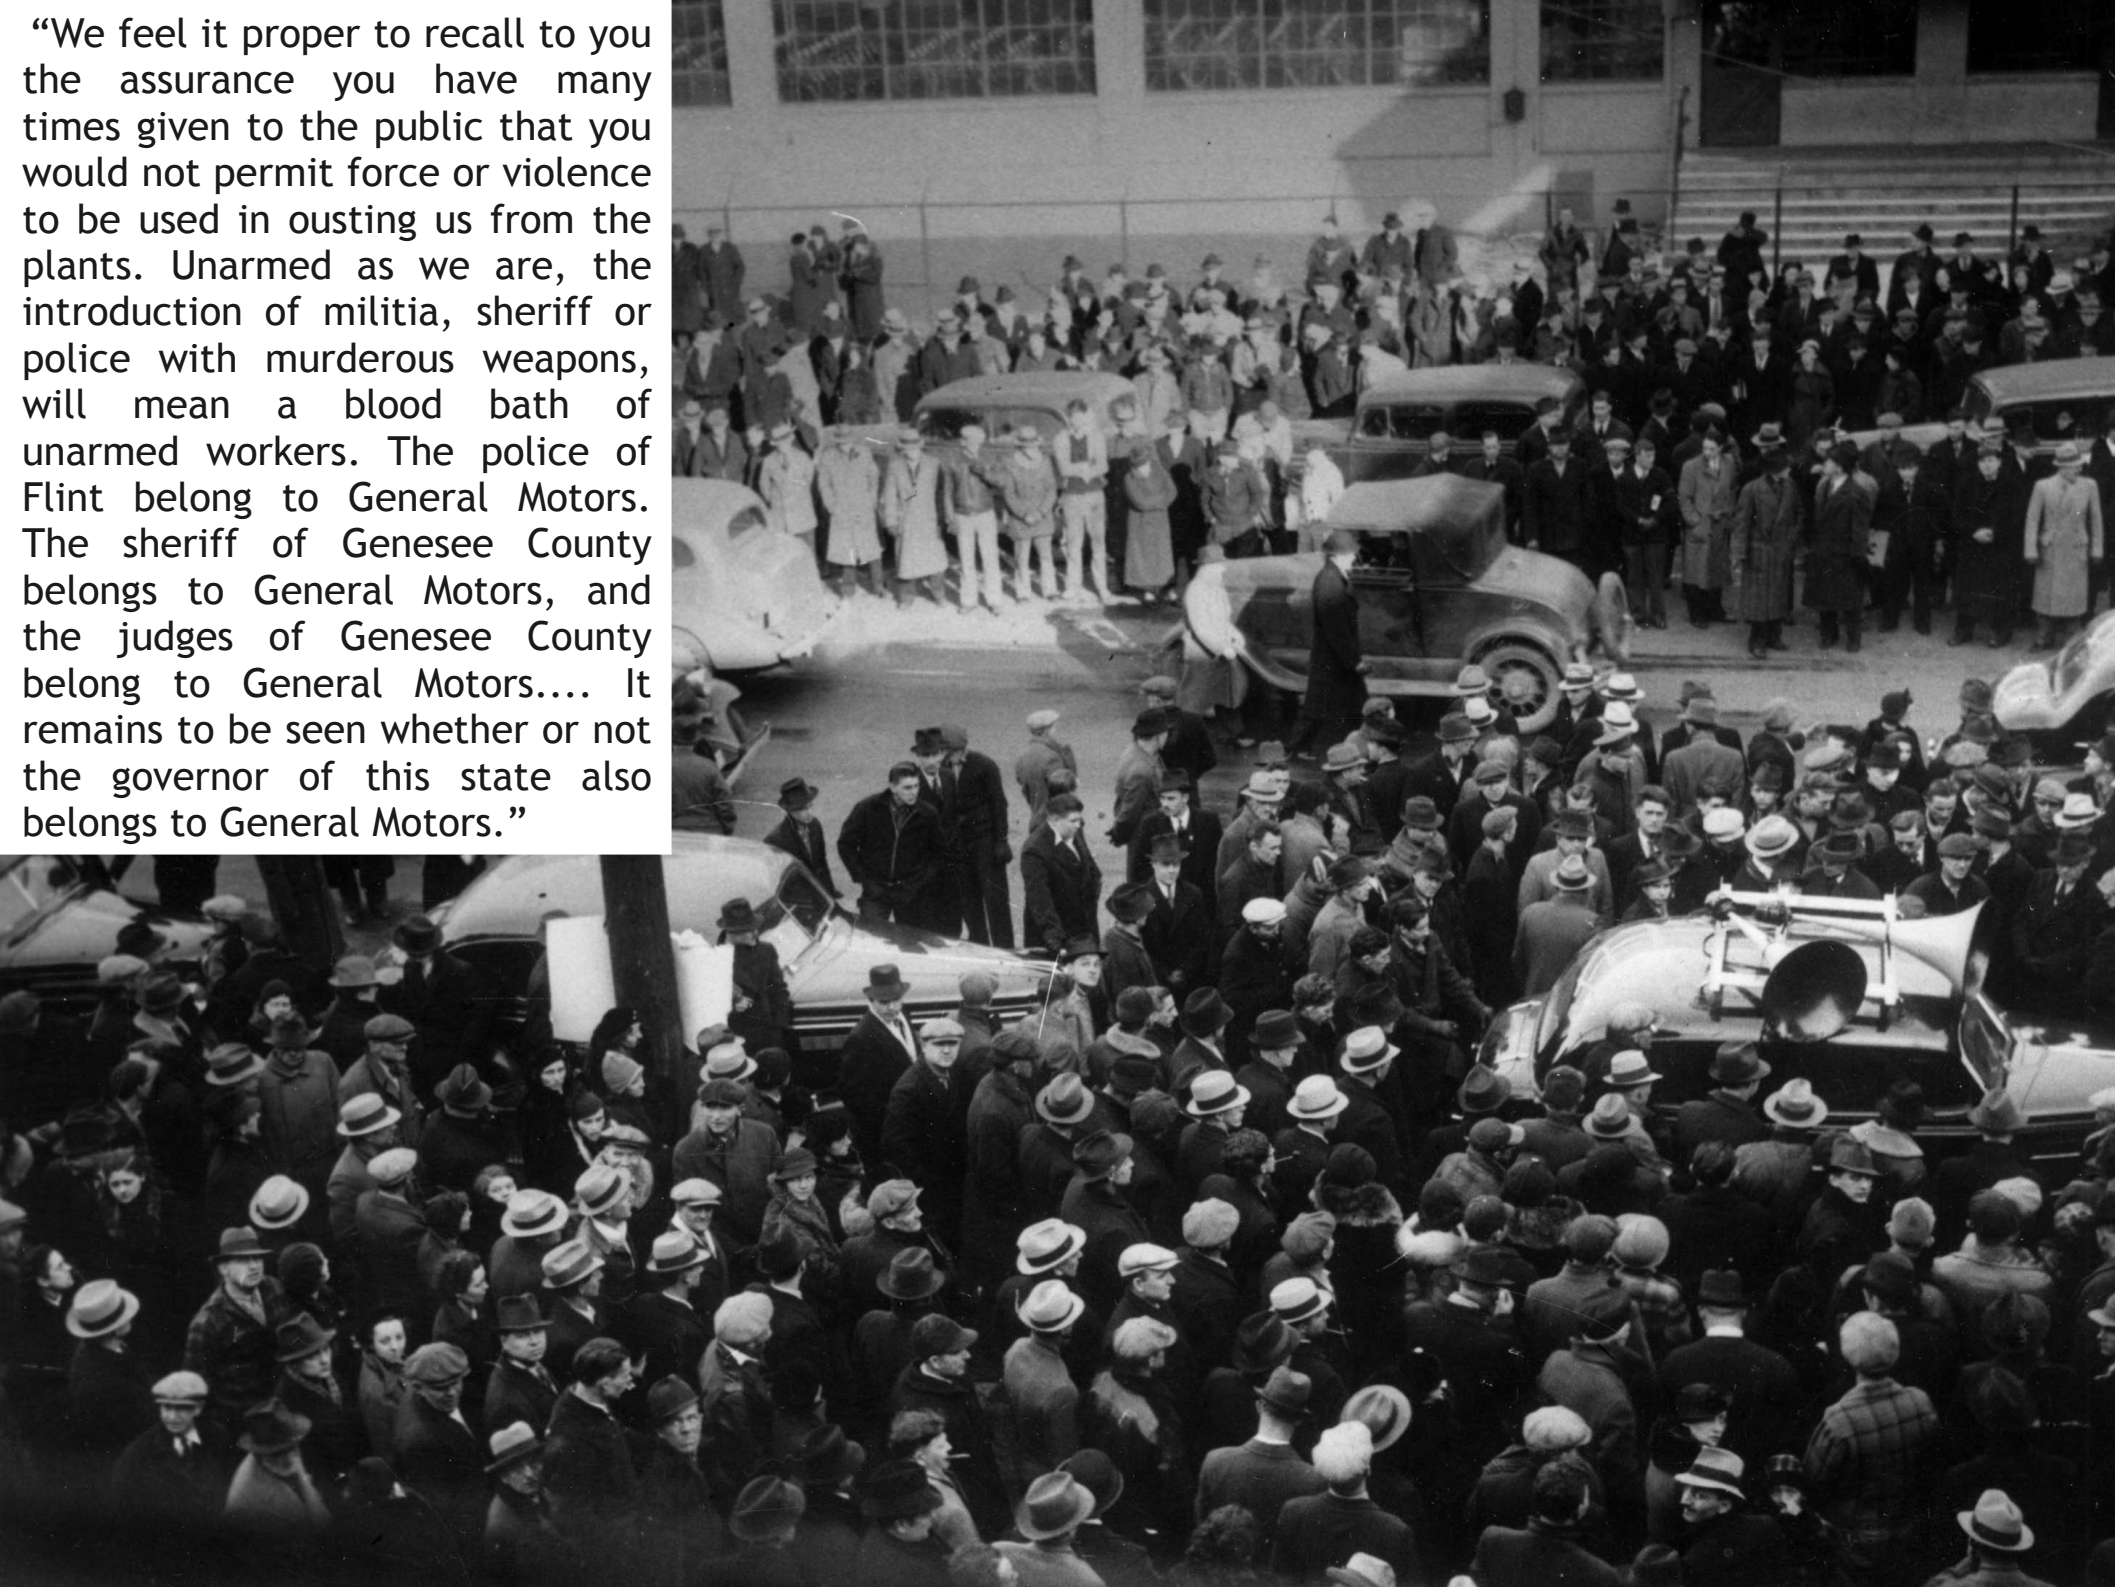 “We feel it proper to recall to you
the assurance you have many
times given to the public that you
would not permit force or violence
to be used in ousting us from the
plants. Unarmed as we are, the
introduction of militia, sheriff or
police with murderous weapons,
will mean a blood bath of
unarmed workers. The police of
Flint belong to General Motors.
The sheriff of Genesee County
belongs to General Motors, and
the judges of Genesee County
belong to General Motors.... It
remains to be seen whether or not
the governor of this state also
belongs to General Motors.”